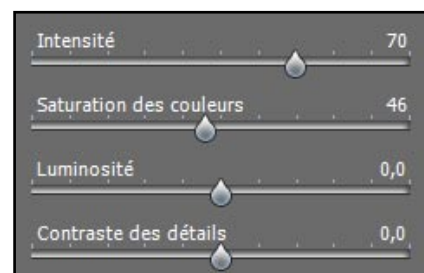 Intensité 70
Saturation des couleurs 46
Luminosité 0,0
Contraste des détails 0,0